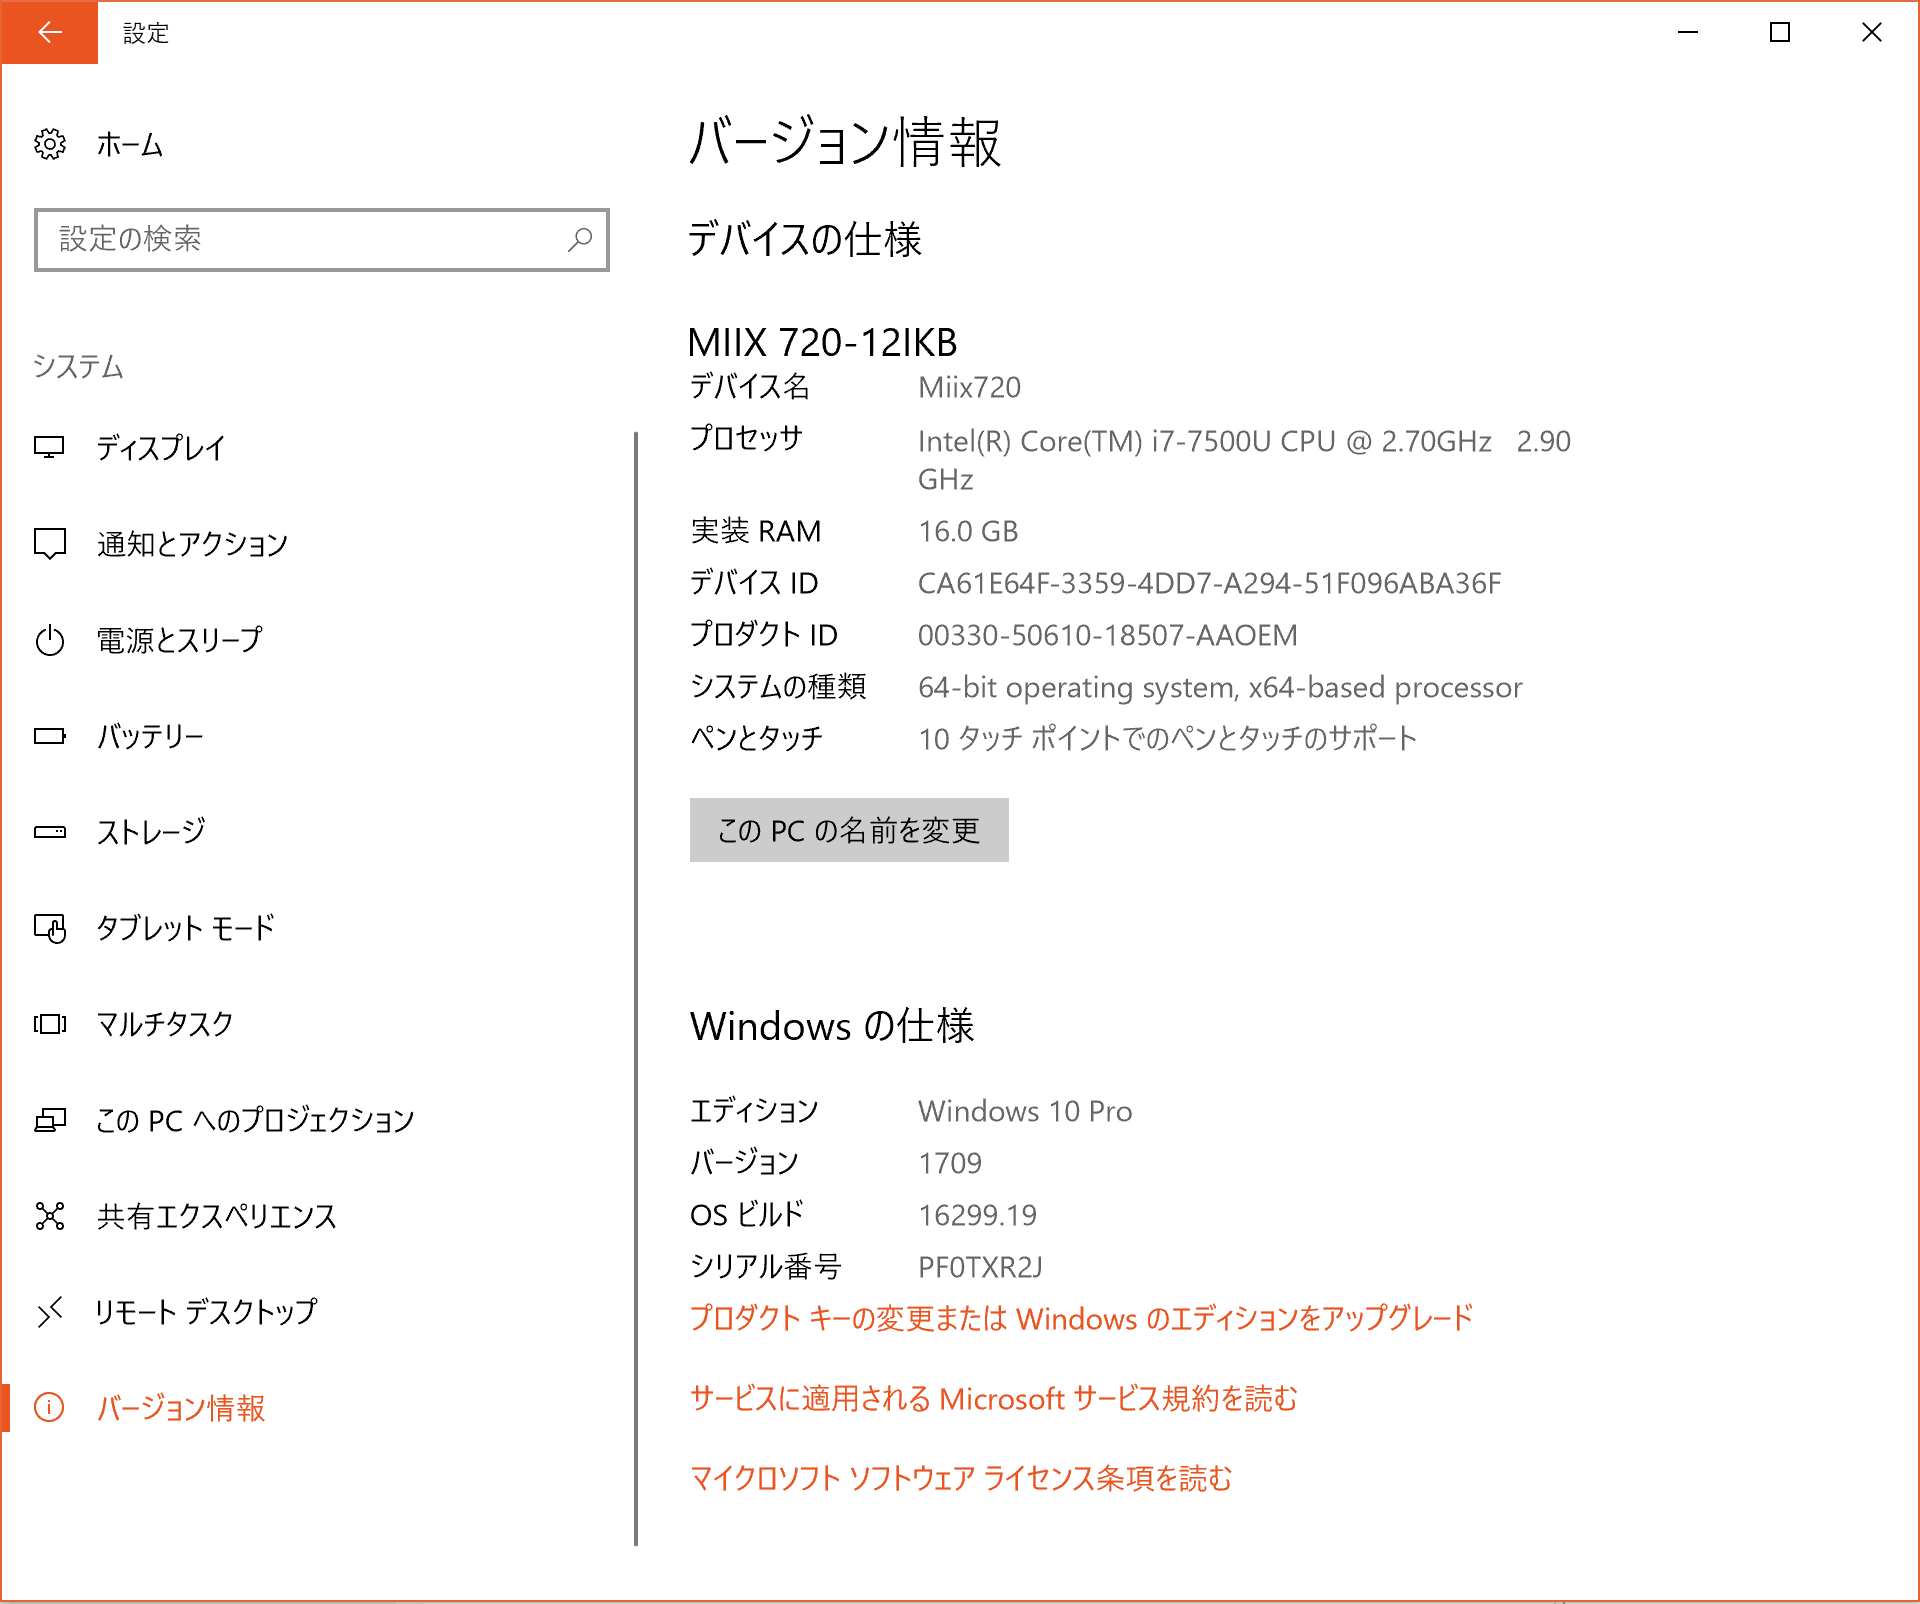 設定
ホーム
設定の検索
システム
ディスプレイ
通知とアクション
電源とスリープ
バッテリー
ストレージ
タブレット モード
マルチタスク
この PC へのプロジェクション
共有エクスペリエンス
リモート デスクトップ
バージョン情報
バージョン情報
デバイスの仕様
MIIX 720-12IKB
デバイス名 Miix720
プロセッサ Intel(R) Core(TM) i7-7500U CPU @ 2.70GHz 2.90
GHz
実装 RAM 16.0 GB
デバイス ID CA61E64F-3359-4DD7-A294-51F096ABA36F
プロダクト ID 00330-50610-18507-AAOEM
システムの種類 64-bit operating system, x64-based processor
ペンとタッチ 10 タッチ ポイントでのペンとタッチのサポート
この PC の名前を変更
Windows の仕様
エディション Windows 10 Pro
バージョン 1709
OS ビルド 16299.19
シリアル番号 PF0TXR2J
プロダクト キーの変更または Windows のエディションをアップグレード
サービスに適用される Microsoft サービス規約を読む
マイクロソフト ソフトウェア ライセンス条項を読む